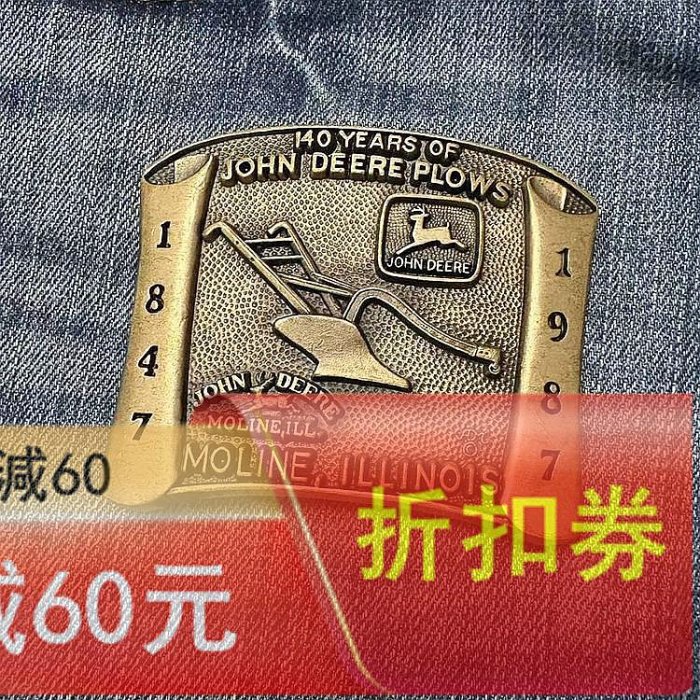 140 YEARS OF
JOHN DEERE PLOWS
JOHN DEERE
1
8
4
7
1
9
8
7
JOHN DEERE
MOLINE, ILL.
MOLINE, ILLINOIS
减60
折扣券
减60元